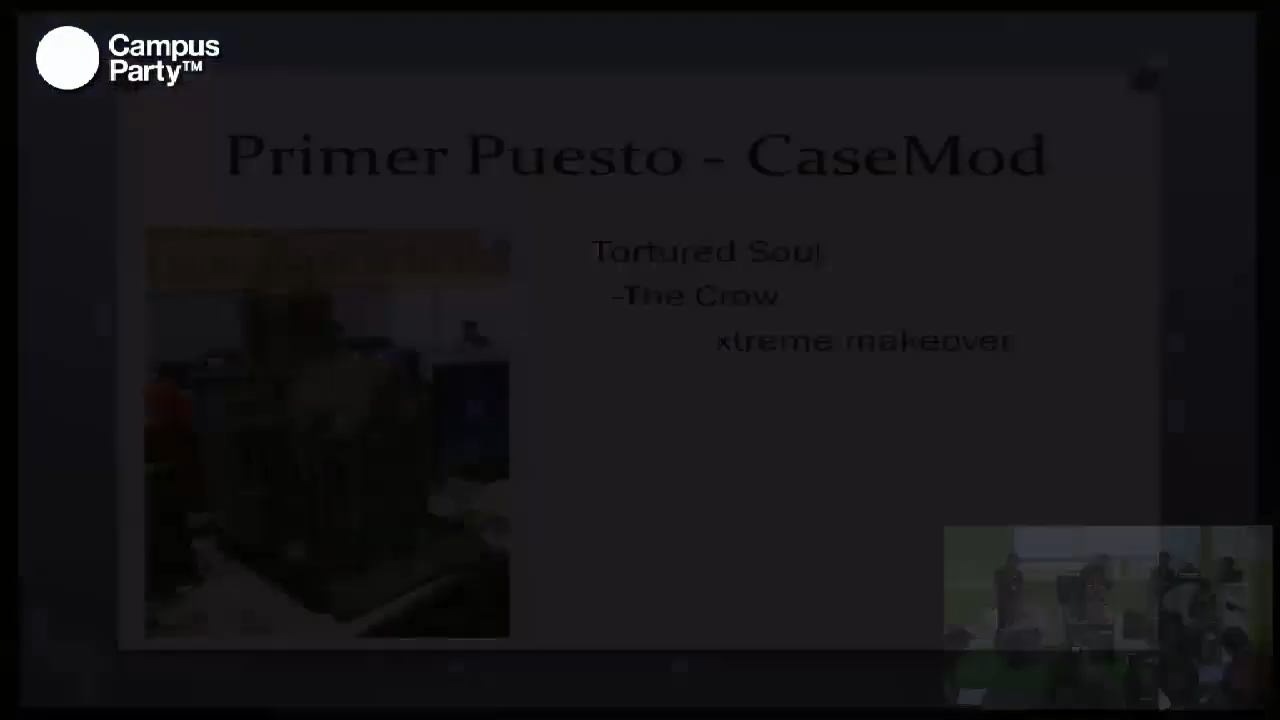 Campus
Party™
Primer Puesto - CaseMod
Tortured Soul
-The Crow
xtreme makeover